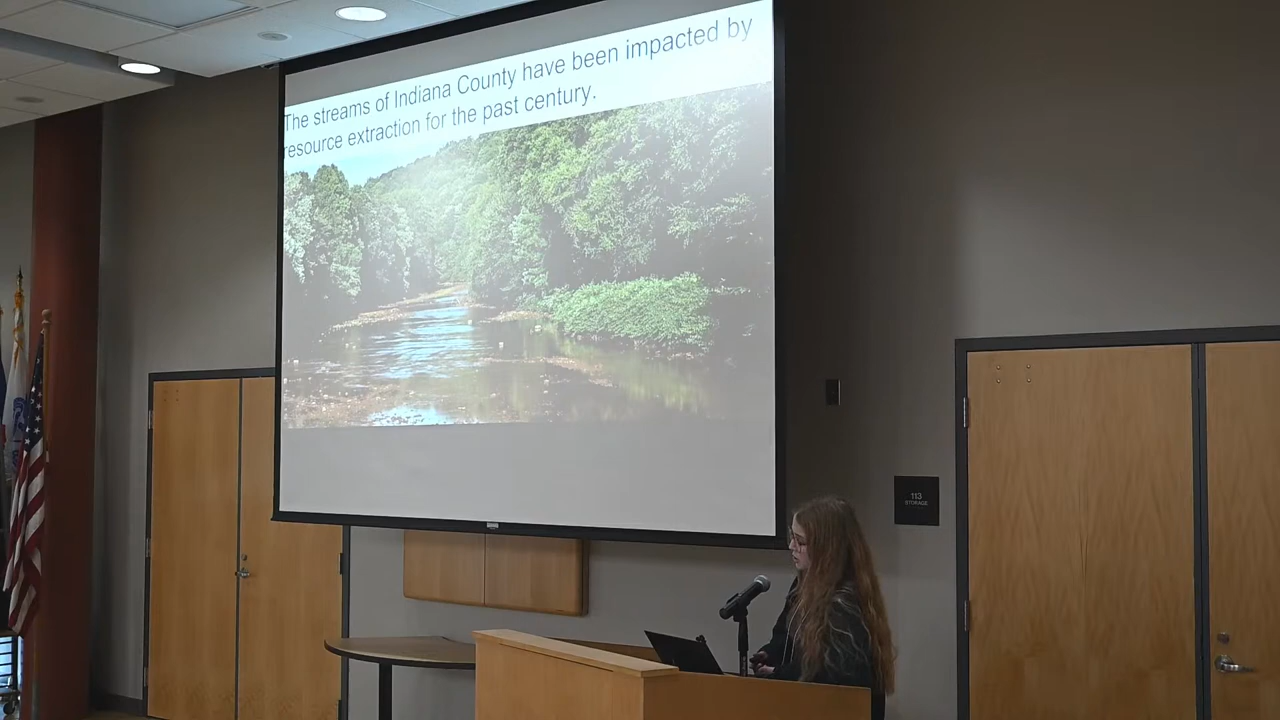 The streams of Indiana County have been impacted by
resource extraction for the past century.
113
STORAGE